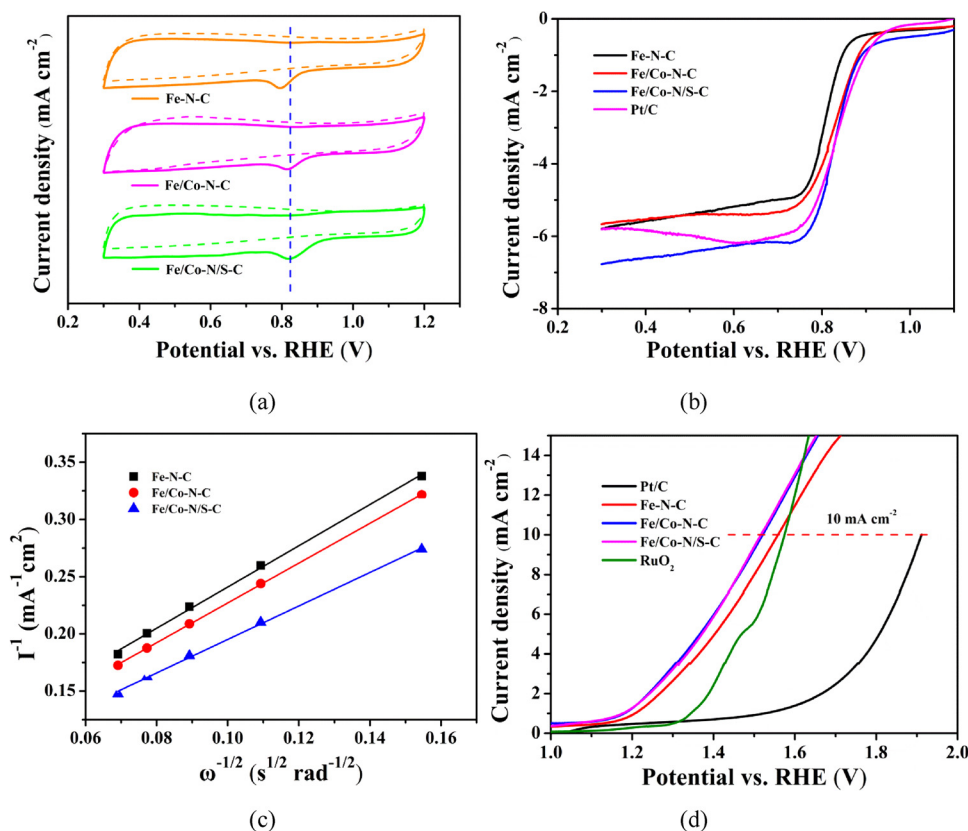 Current density (mA cm-2)
Fe-N-C
Fe/Co-N-C
Fe/Co-N/S-C
0.2 0.4 0.6 0.8 1.0 1.2
Potential vs. RHE (V)
(a)
Current density (mA cm-2)
0
-2
-4
-6
-8
Fe-N-C
Fe/Co-N-C
Fe/Co-N/S-C
Pt/C
0.2 0.4 0.6 0.8 1.0
Potential vs. RHE (V)
(b)
I-1 (mA-1 cm2)
0.35
0.30
0.25
0.20
0.15
Fe-N-C
Fe/Co-N-C
Fe/Co-N/S-C
0.06 0.08 0.10 0.12 0.14 0.16
ω-1/2 (s1/2 rad-1/2)
(c)
Current density (mA cm-2)
14
12
10
8
6
4
2
0
Pt/C
Fe-N-C
Fe/Co-N-C
Fe/Co-N/S-C
RuO2
10 mA cm-2
1.0 1.2 1.4 1.6 1.8 2.0
Potential vs. RHE (V)
(d)